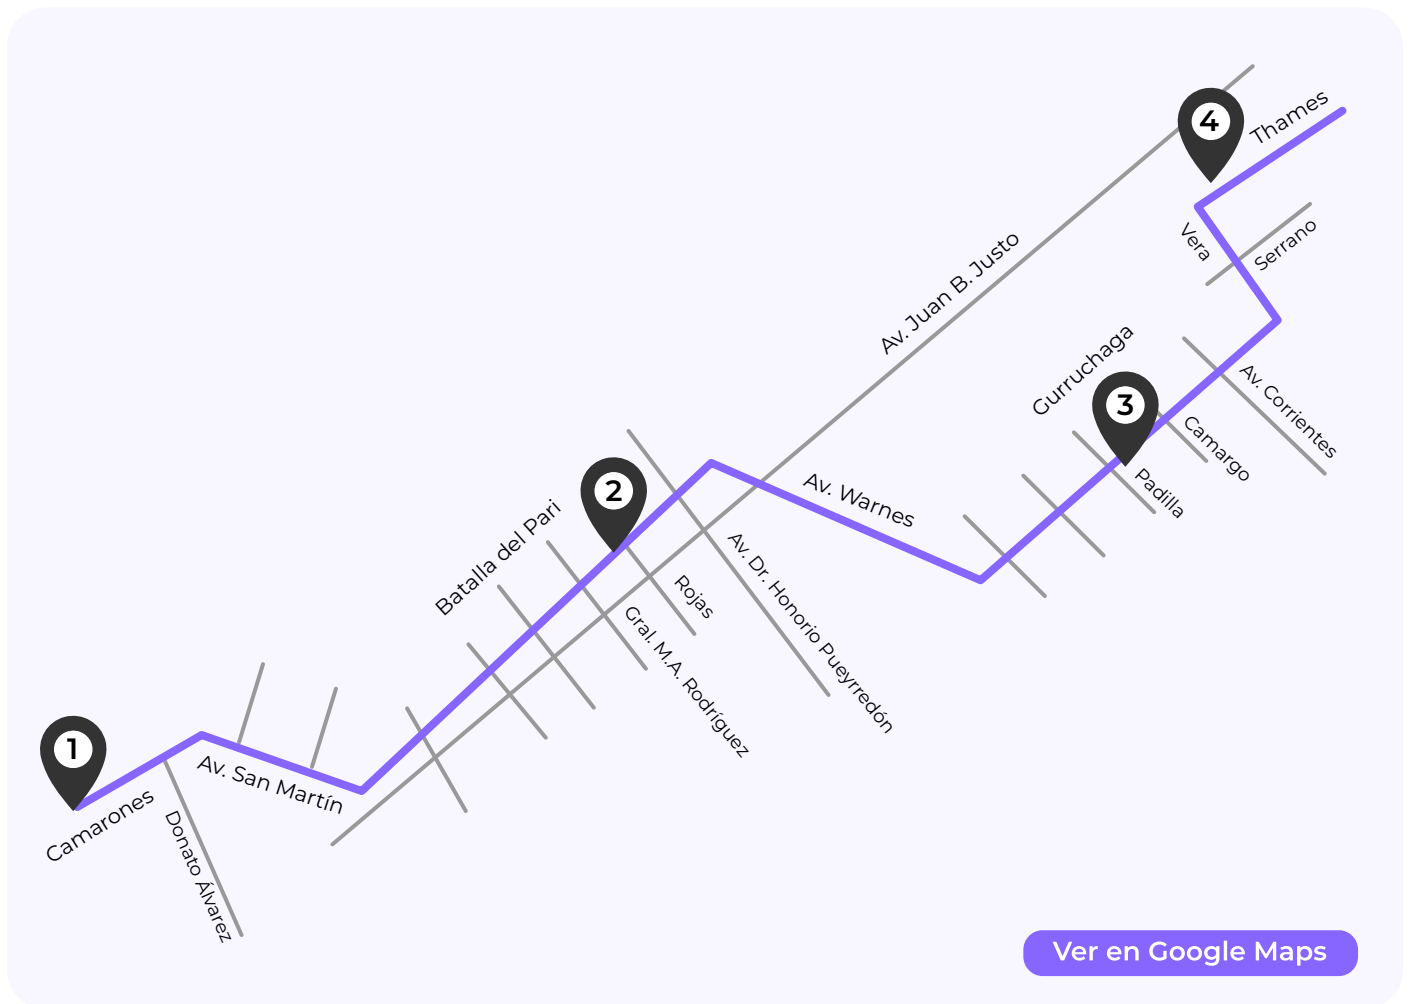 4
Thames
Vera
Serrano
Av. Juan B. Justo
Gurruchaga
3
Av. Corrientes
Camargo
Padilla
Av. Warnes
2
Batalla del Pari
Rojas
Av. Dr. Honorio Pueyrredón
Gral. M.A. Rodríguez
1
Av. San Martín
Camarones
Donato Álvarez
Ver en Google Maps